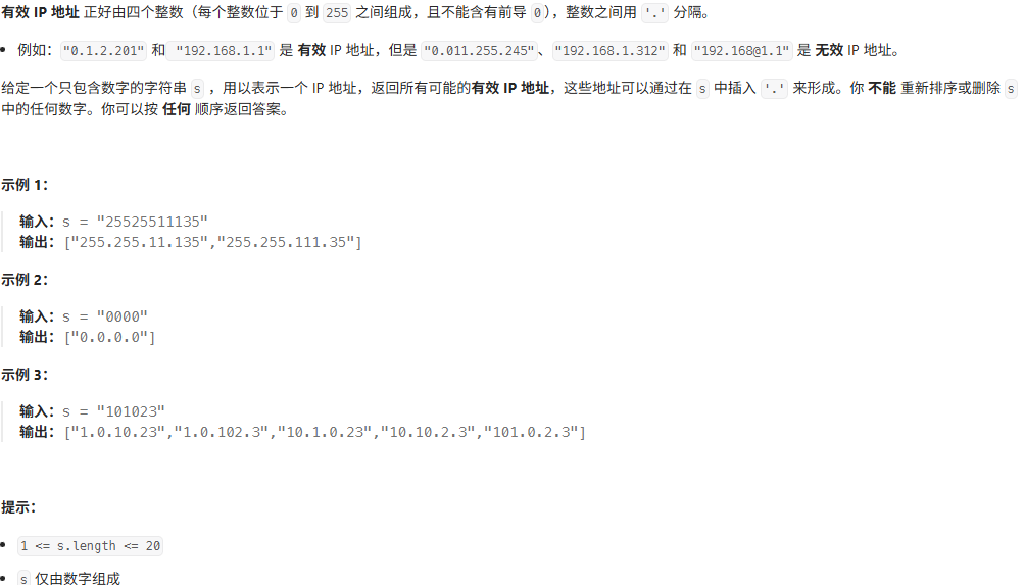 有效 IP 地址 正好由四个整数（每个整数位于 0 到 255 之间组成，且不能含有前导 0），整数之间用 '.' 分隔。
• 例如："0.1.2.201" 和 "192.168.1.1" 是 有效 IP 地址，但是 "0.011.255.245"、"192.168.1.312" 和 "192.168@1.1" 是 无效 IP 地址。
给定一个只包含数字的字符串 s ，用以表示一个 IP 地址，返回所有可能的有效 IP 地址，这些地址可以通过在 s 中插入 '.' 来形成。你 不能 重新排序或删除 s
中的任何数字。你可以按 任何 顺序返回答案。
示例 1：
输入：s = "25525511135"
输出：["255.255.11.135","255.255.111.35"]
示例 2：
输入：s = "0000"
输出：["0.0.0.0"]
示例 3：
输入：s = "101023"
输出：["1.0.10.23","1.0.102.3","10.1.0.23","10.10.2.3","101.0.2.3"]
提示：
• 1 <= s.length <= 20
• s 仅由数字组成